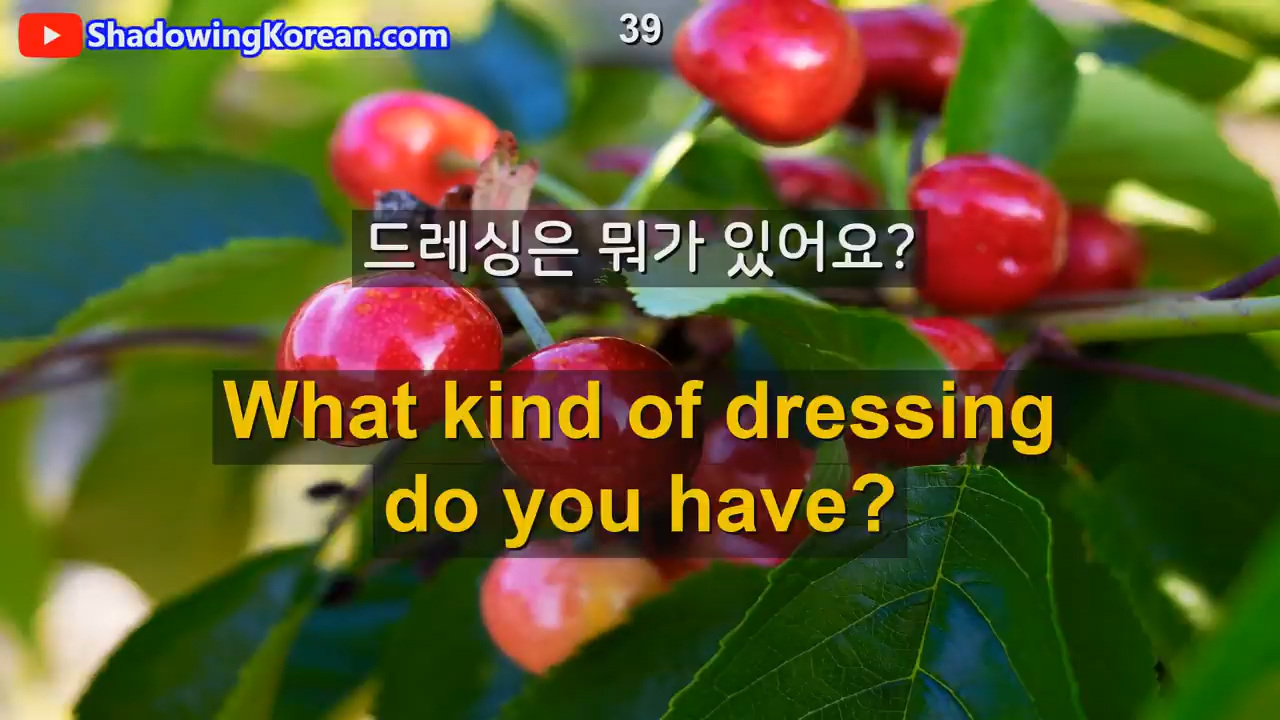 ShadowingKorean.com
39
드레싱은 뭐가 있어요?
What kind of dressing
do you have?